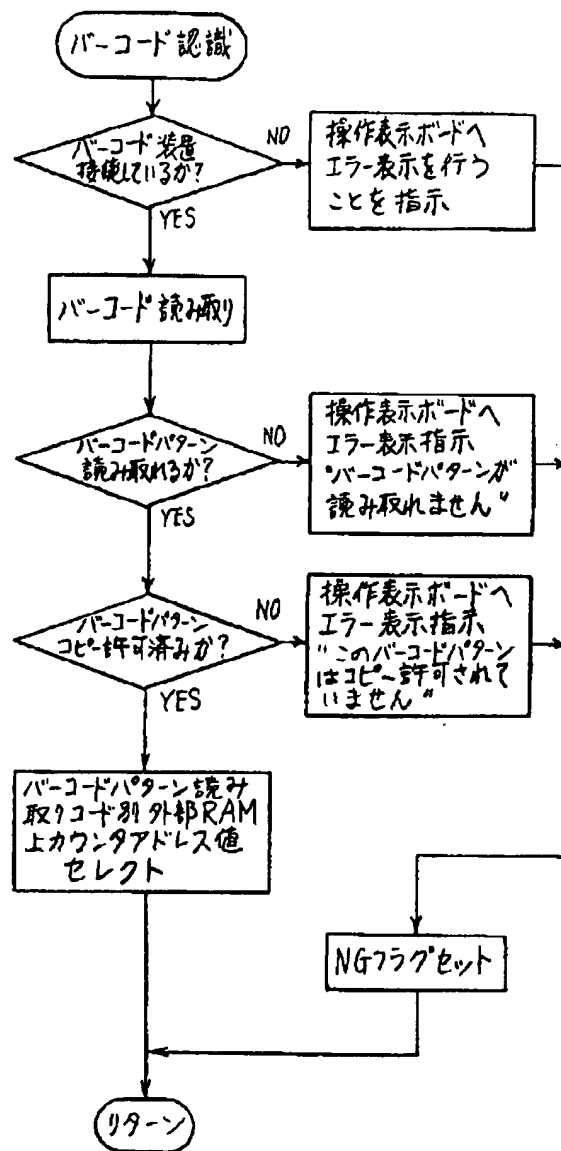 バーコード認識
バーコード装置
接続しているか?
NO
操作表示ボードへ
エラー表示を行う
ことを指示
YES
バーコード読み取り
バーコードパターン
読み取れるか?
NO
操作表示ボードへ
エラー表示指示
"バーコードパターンが
読み取れません"
YES
バーコードパターン
コピー許可済みか?
NO
操作表示ボードへ
エラー表示指示
"このバーコードパターン
はコピー許可されて
いません"
YES
バーコードパターン読み
取りコード別外部RAM
上カウンタアドレス値
セレクト
NGフラグセット
リターン